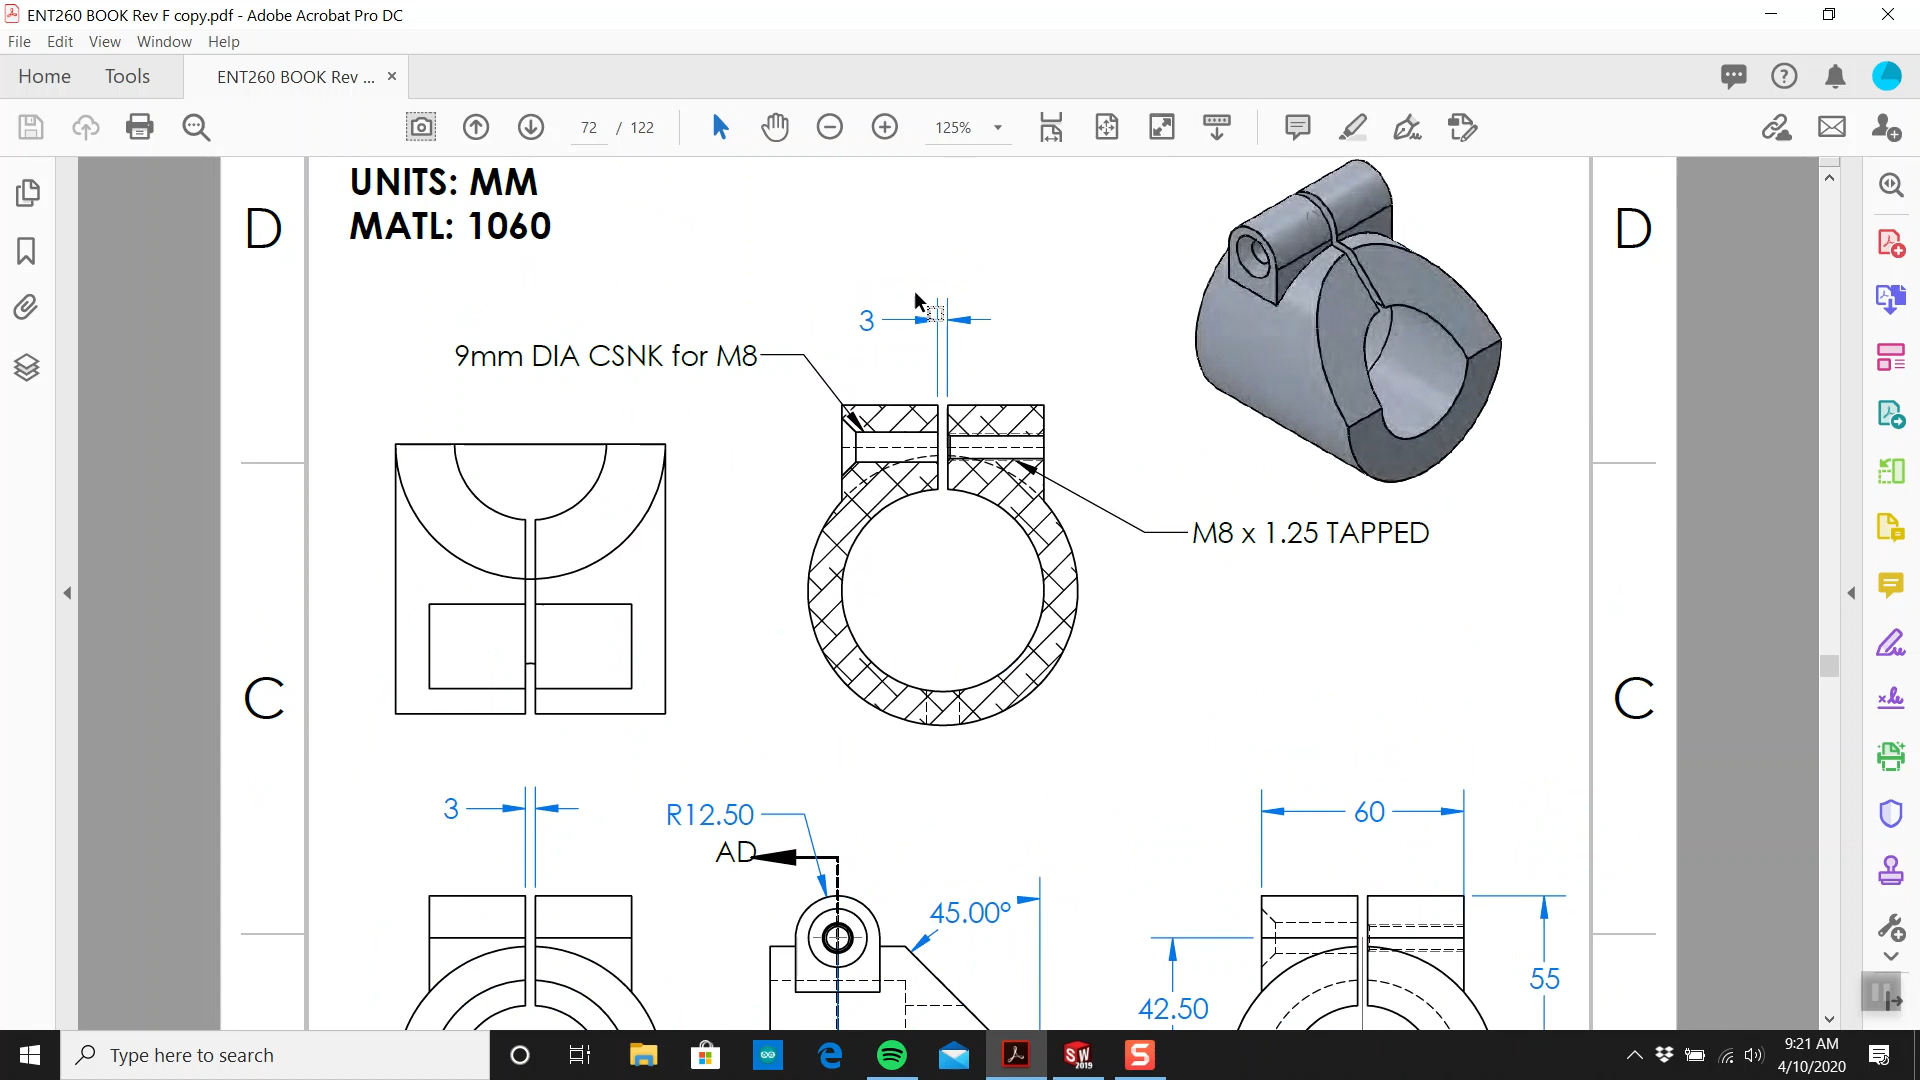 ENT260 BOOK Rev F copy.pdf - Adobe Acrobat Pro DC
File Edit View Window Help
Home Tools ENT260 BOOK Rev ... ×
72 / 122 125%
UNITS: MM
MATL: 1060
D
D
3
9mm DIA CSNK for M8
M8 x 1.25 TAPPED
C
C
3
R12.50
60
AD
45.00°
55
42.50
Type here to search
SW
2019
S
9:21 AM
4/10/2020